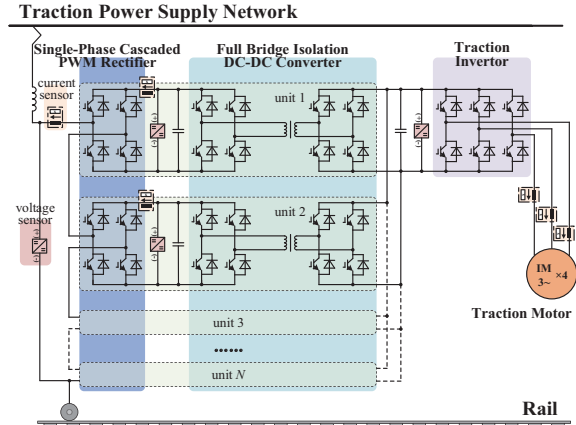 Traction Power Supply Network
Single-Phase Cascaded
PWM Rectifier
Full Bridge Isolation
DC-DC Converter
Traction
Invertor
current
sensor
unit 1
(+)
(-)
(+)
(-)
voltage
sensor
(+)
(-)
unit 2
(+)
(-)
IM
3~ ×4
Traction Motor
unit 3
......
unit N
Rail